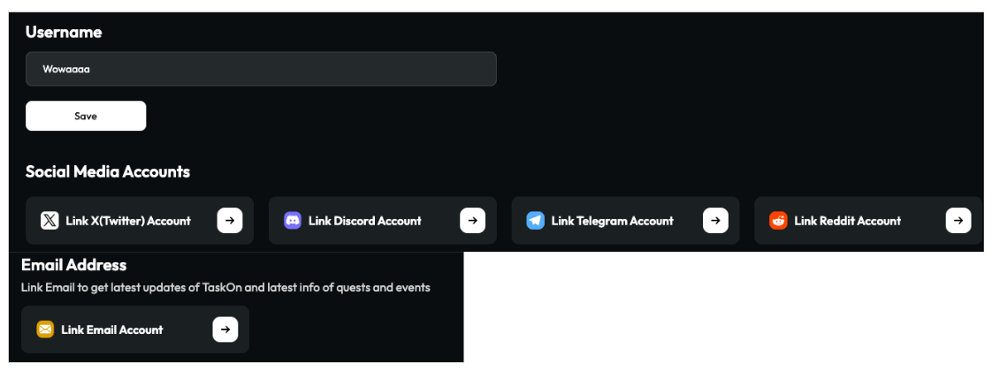 Username
Wowaaaa
Save
Social Media Accounts
Link X(Twitter) Account
Link Discord Account
Link Telegram Account
Link Reddit Account
Email Address
Link Email to get latest updates of TaskOn and latest info of quests and events
Link Email Account